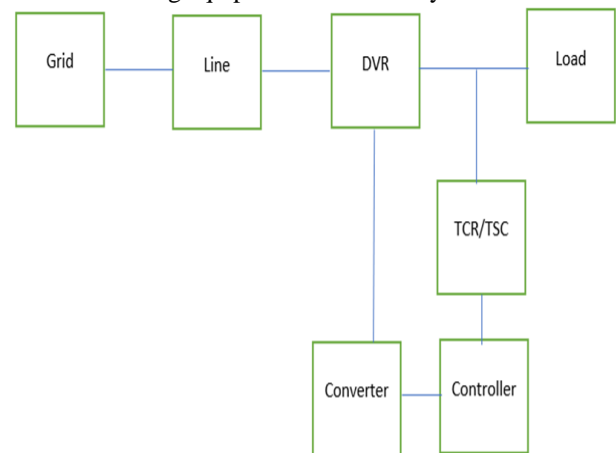 Grid
Line
DVR
Load
TCR/TSC
Converter
Controller